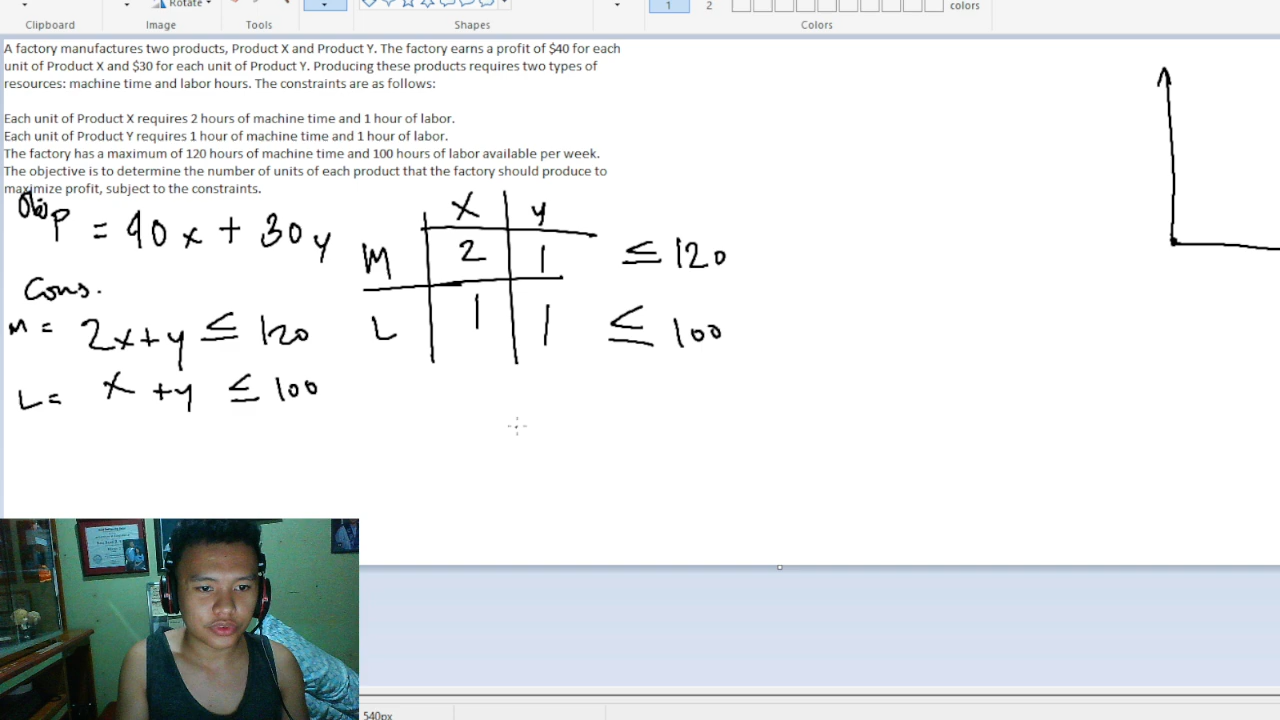 Rotate
Clipboard
Image
Tools
Shapes
1
2
colors
Colors
A factory manufactures two products, Product X and Product Y. The factory earns a profit of $40 for each
unit of Product X and $30 for each unit of Product Y. Producing these products requires two types of
resources: machine time and labor hours. The constraints are as follows:
Each unit of Product X requires 2 hours of machine time and 1 hour of labor.
Each unit of Product Y requires 1 hour of machine time and 1 hour of labor.
The factory has a maximum of 120 hours of machine time and 100 hours of labor available per week.
The objective is to determine the number of units of each product that the factory should produce to
maximize profit, subject to the constraints.
P = 40x + 30y
Cons.
M = 2x+y ≤ 120
L = x +y ≤ 100
X y
M 2 1 ≤ 120
L 1 1 ≤ 100
540px